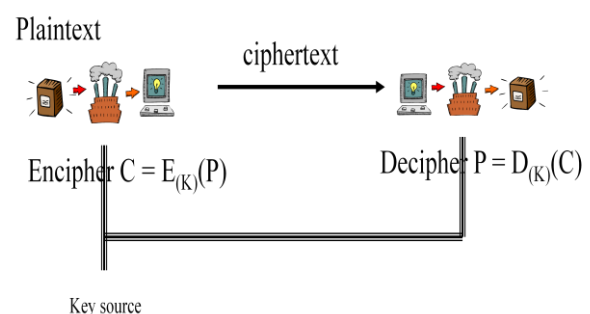 Plaintext
ciphertext
Encipher C = E(K)(P)
Decipher P = D(K)(C)
Key source